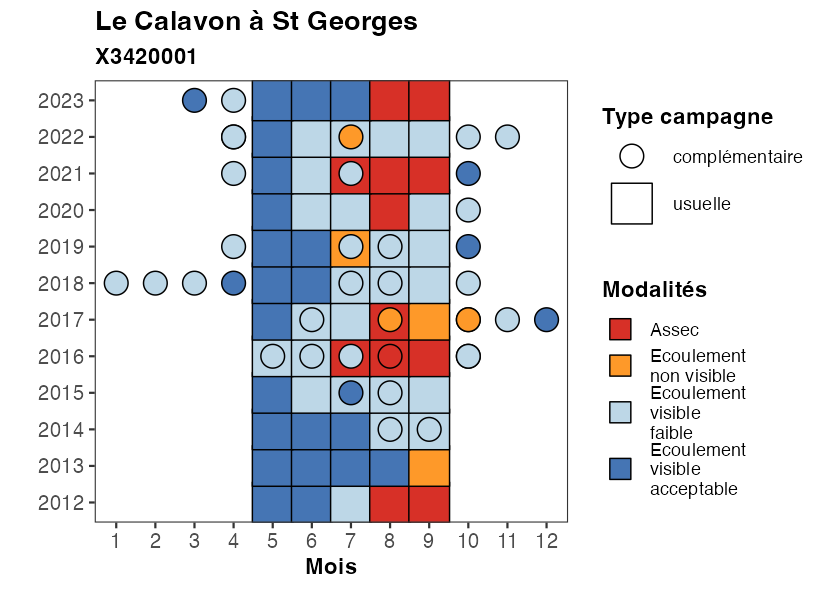 Le Calavon à St Georges
X3420001
2023
2022
2021
2020
2019
2018
2017
2016
2015
2014
2013
2012
1 2 3 4 5 6 7 8 9 10 11 12
Mois
Type campagne
complémentaire
usuelle
Modalités
Assec
Ecoulement
non visible
Ecoulement
visible
faible
Ecoulement
visible
acceptable